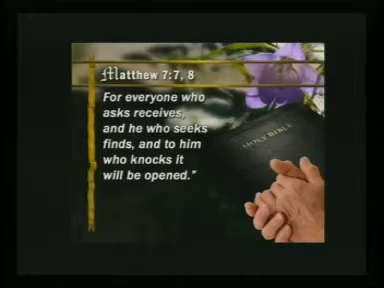 Matthew 7:7, 8
For everyone who
asks receives,
and he who seeks
finds, and to him
who knocks it
will be opened."
HOLY BIBLE